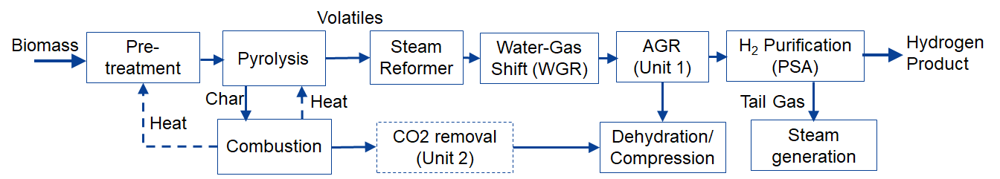 Volatiles
Biomass
Pre-
treatment
Pyrolysis
Steam
Reformer
Water-Gas
Shift (WGR)
AGR
(Unit 1)
H₂ Purification
(PSA)
Hydrogen
Product
Char
Heat
Tail Gas
Heat
Combustion
CO2 removal
(Unit 2)
Dehydration/
Compression
Steam
generation